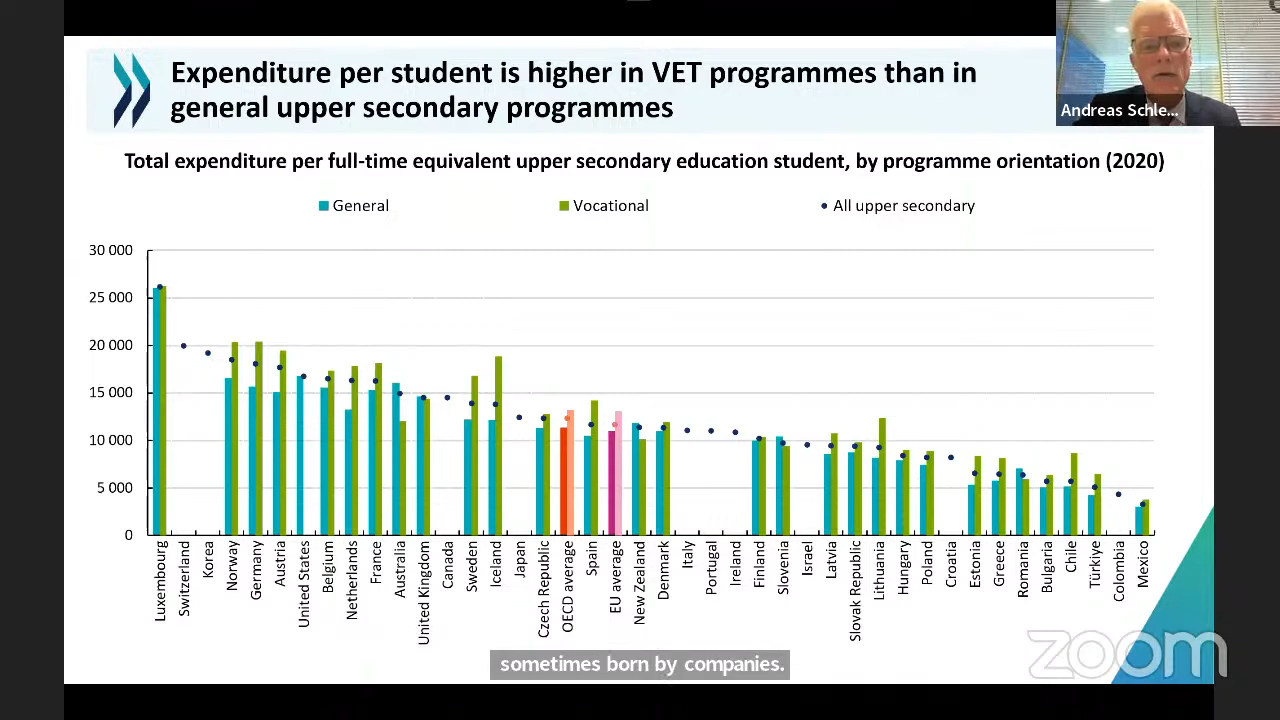 Expenditure per student is higher in VET programmes than in
general upper secondary programmes
Andreas Schle...
Total expenditure per full-time equivalent upper secondary education student, by programme orientation (2020)
General
Vocational
All upper secondary
30 000
25 000
20 000
15 000
10 000
5 000
0
Luxembourg
Switzerland
Korea
Norway
Germany
Austria
United States
Belgium
Netherlands
France
Australia
United Kingdom
Canada
Sweden
Iceland
Japan
Czech Republic
OECD average
Spain
EU average
New Zealand
Denmark
Italy
Portugal
Ireland
Finland
Slovenia
Israel
Latvia
Slovak Republic
Lithuania
Hungary
Poland
Croatia
Estonia
Greece
Romania
Bulgaria
Chile
Türkiye
Colombia
Mexico
sometimes born by companies.
zoom